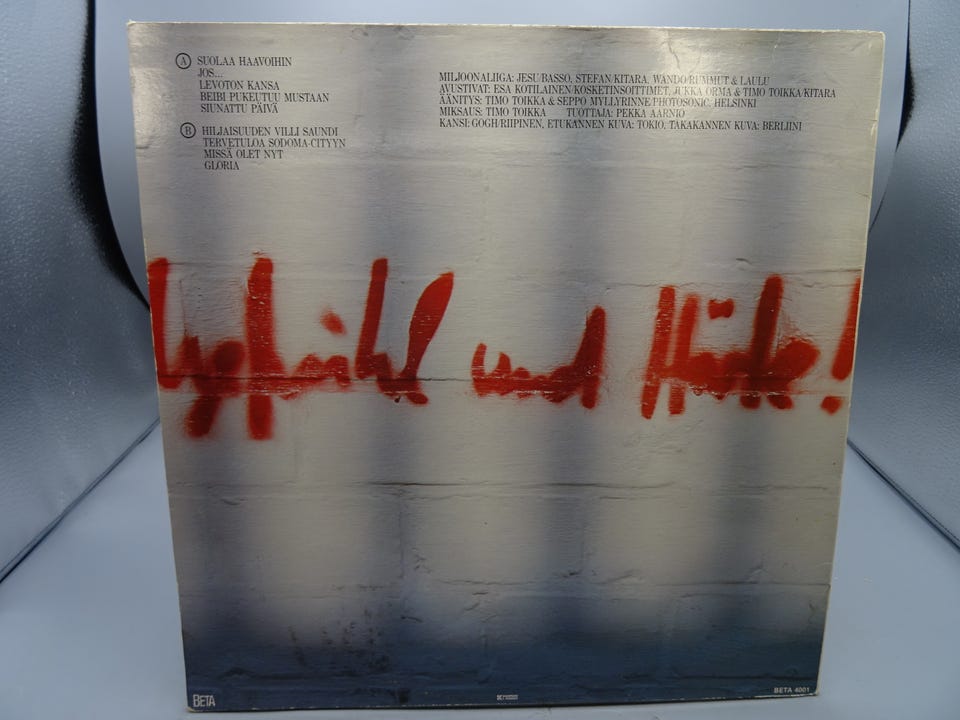 A SUOLAA HAAVOIHIN
JOS...
LEVOTON KANSA
BEIBI PUKEUTUU MUSTAAN
SIUNATTU PÄIVÄ
B HILJAISUUDEN VILLI SAUNDI
TERVETULOA SODOMA-CITYYN
MISSÄ OLET NYT
GLORIA
MILJOONALIIGA: JESU/BASSO, STEFAN/KITARA, WANDO/RUMMUT & LAULU
AVUSTIVAT: ESA KOTILAINEN/KOSKETINSOITTIMET, JUKKA ORMA & TIMO TOIKKA/KITARA
ÄÄNITYS: TIMO TOIKKA & SEPPO MYLLYRINNE/PHOTOSONIC, HELSINKI
MIKSAUS: TIMO TOIKKA TUOTTAJA: PEKKA AARNIO
KANSI: GOGH/RIIPINEN, ETUKANNEN KUVA: TOKIO, TAKAKANNEN KUVA: BERLIINI
und
BETA
BETA 4001